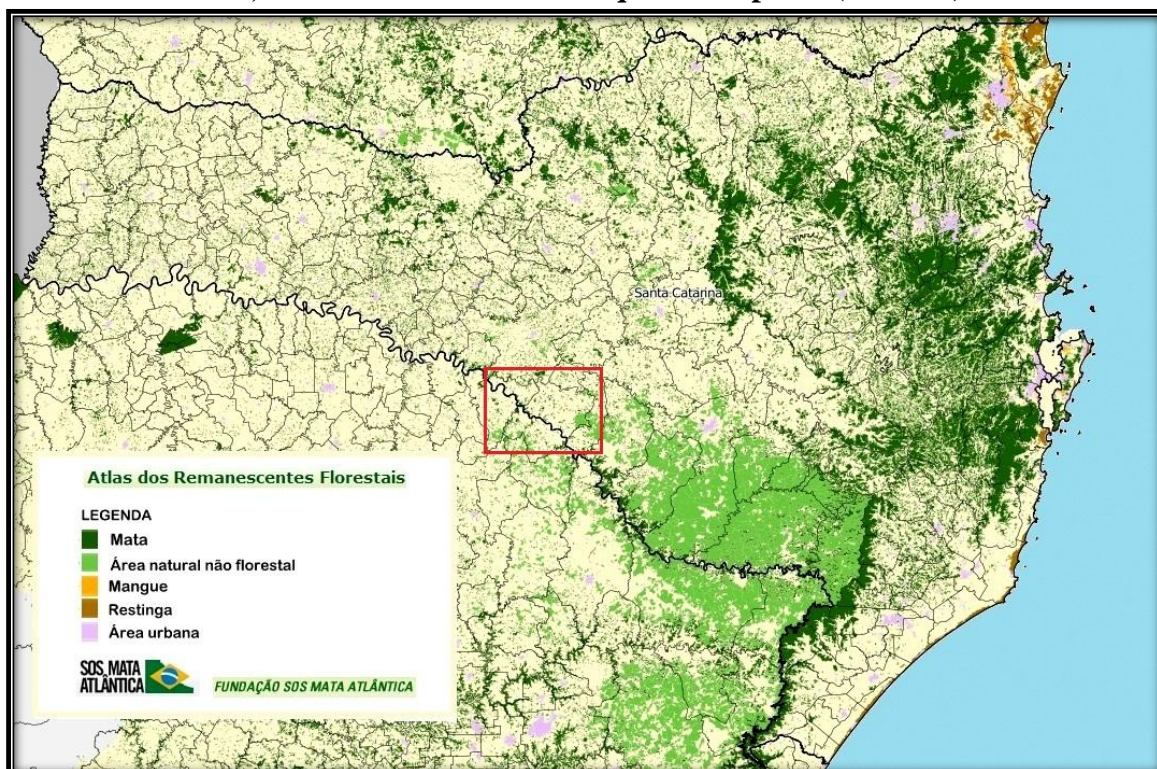 Santa Catarina
Atlas dos Remanescentes Florestais
LEGENDA
Mata
Área natural não florestal
Mangue
Restinga
Área urbana
SOS MATA
ATLÂNTICA
FUNDAÇÃO SOS MATA ATLÂNTICA